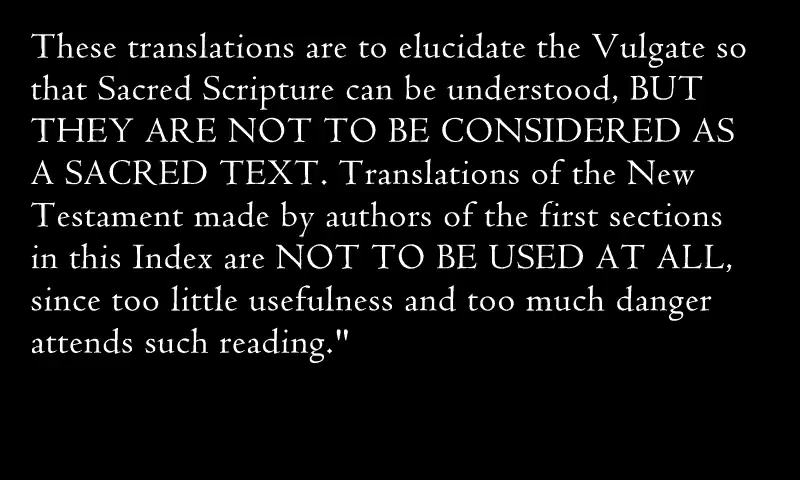 These translations are to elucidate the Vulgate so
that Sacred Scripture can be understood, BUT
THEY ARE NOT TO BE CONSIDERED AS
A SACRED TEXT. Translations of the New
Testament made by authors of the first sections
in this Index are NOT TO BE USED AT ALL,
since too little usefulness and too much danger
attends such reading."